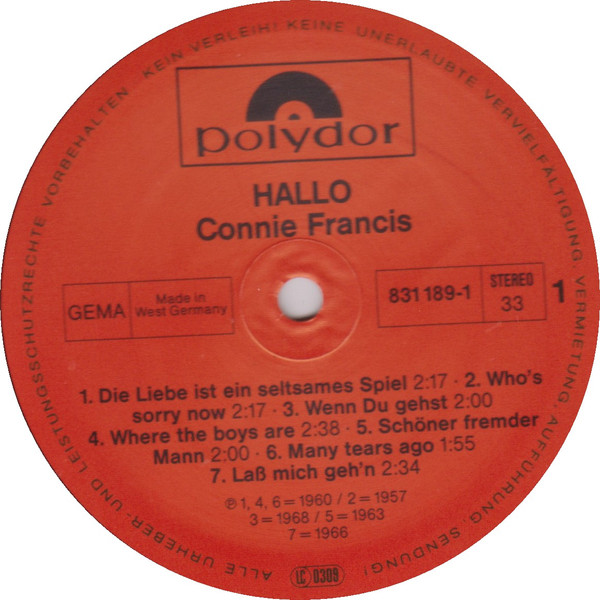 ALLE URHEBER- UND LEISTUNGSSCHUTZRECHTE VORBEHALTEN · KEIN VERLEIH! KEINE UNERLAUBTE VERVIELFÄLTIGUNG, VERMIETUNG, AUFFÜHRUNG, SENDUNG!
polydor
HALLO
Connie Francis
GEMA
Made in
West Germany
831 189-1
STEREO
33
1
1. Die Liebe ist ein seltsames Spiel 2:17 · 2. Who's
sorry now 2:17 · 3. Wenn Du gehst 2:00
4. Where the boys are 2:38 · 5. Schöner fremder
Mann 2:00 · 6. Many tears ago 1:55
7. Laß mich geh'n 2:34
℗ 1, 4, 6 = 1960 / 2 = 1957
3 = 1968 / 5 = 1963
7 = 1966
LC 0309